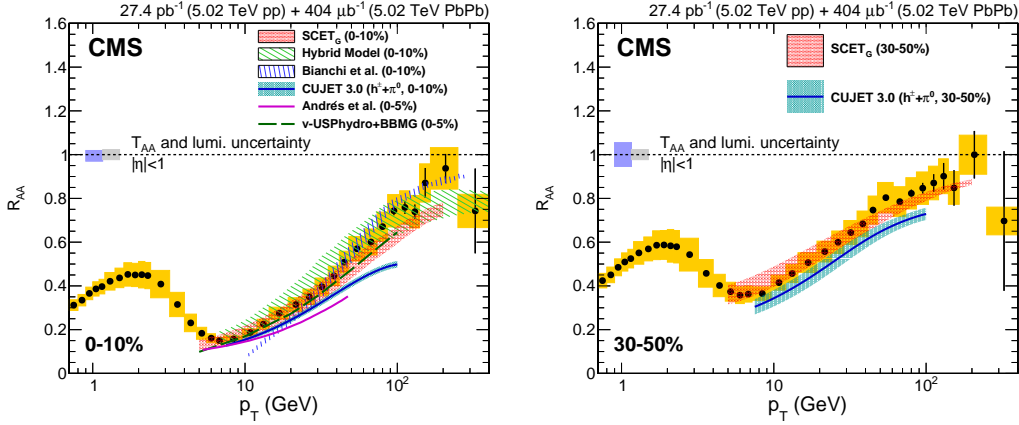 27.4 pb⁻¹ (5.02 TeV pp) + 404 μb⁻¹ (5.02 TeV PbPb)
CMS
SCET_G (0-10%)
Hybrid Model (0-10%)
Bianchi et al. (0-10%)
CUJET 3.0 (h±+π⁰, 0-10%)
Andrés et al. (0-5%)
v-USPhydro+BBMG (0-5%)
T_AA and lumi. uncertainty
|η|<1
0-10%
R_AA
1.6
1.4
1.2
1
0.8
0.6
0.4
0.2
0
1
10
10²
p_T (GeV)
27.4 pb⁻¹ (5.02 TeV pp) + 404 μb⁻¹ (5.02 TeV PbPb)
CMS
SCET_G (30-50%)
CUJET 3.0 (h±+π⁰, 30-50%)
T_AA and lumi. uncertainty
|η|<1
30-50%
R_AA
1.6
1.4
1.2
1
0.8
0.6
0.4
0.2
0
1
10
10²
p_T (GeV)